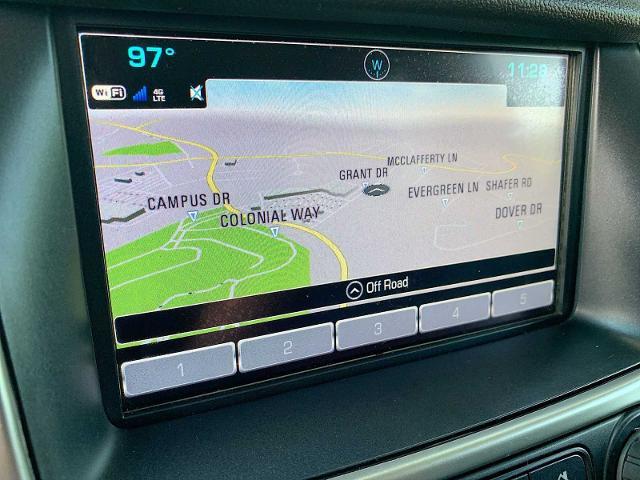 97° W 11:28
WiFi 4G LTE
MCCLAFFERTY LN
GRANT DR
EVERGREEN LN SHAFER RD
CAMPUS DR
COLONIAL WAY
DOVER DR
Off Road
1 2 3 4 5